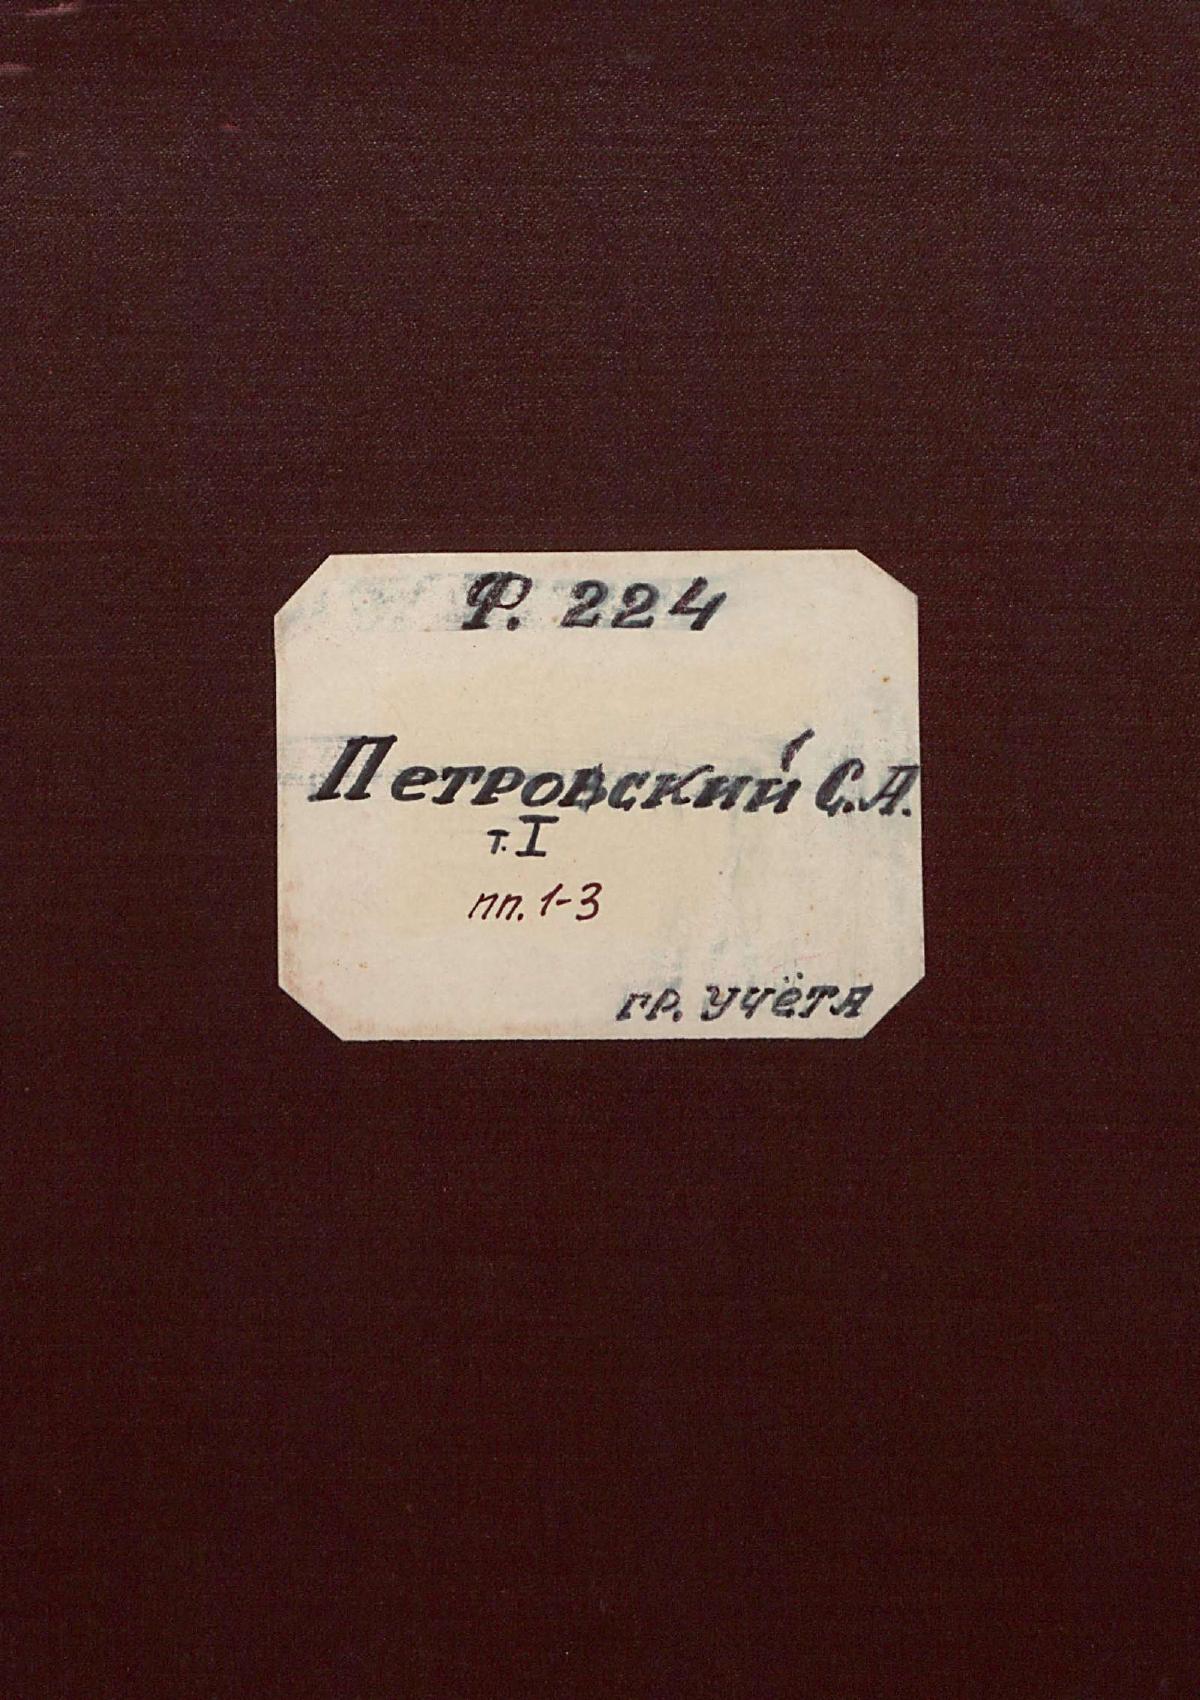 Ф. 224
Петровский С.А.
т. I
пп. 1-3
гр. учёта